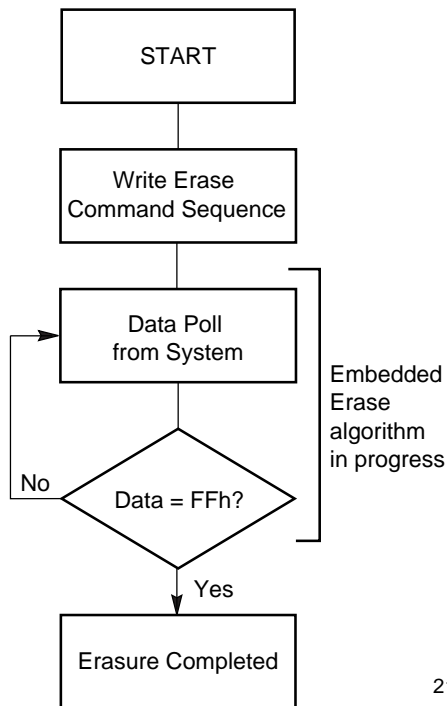 START
Write Erase
Command Sequence
Data Poll
from System
Embedded
Erase
algorithm
in progress
No
Data = FFh?
Yes
Erasure Completed